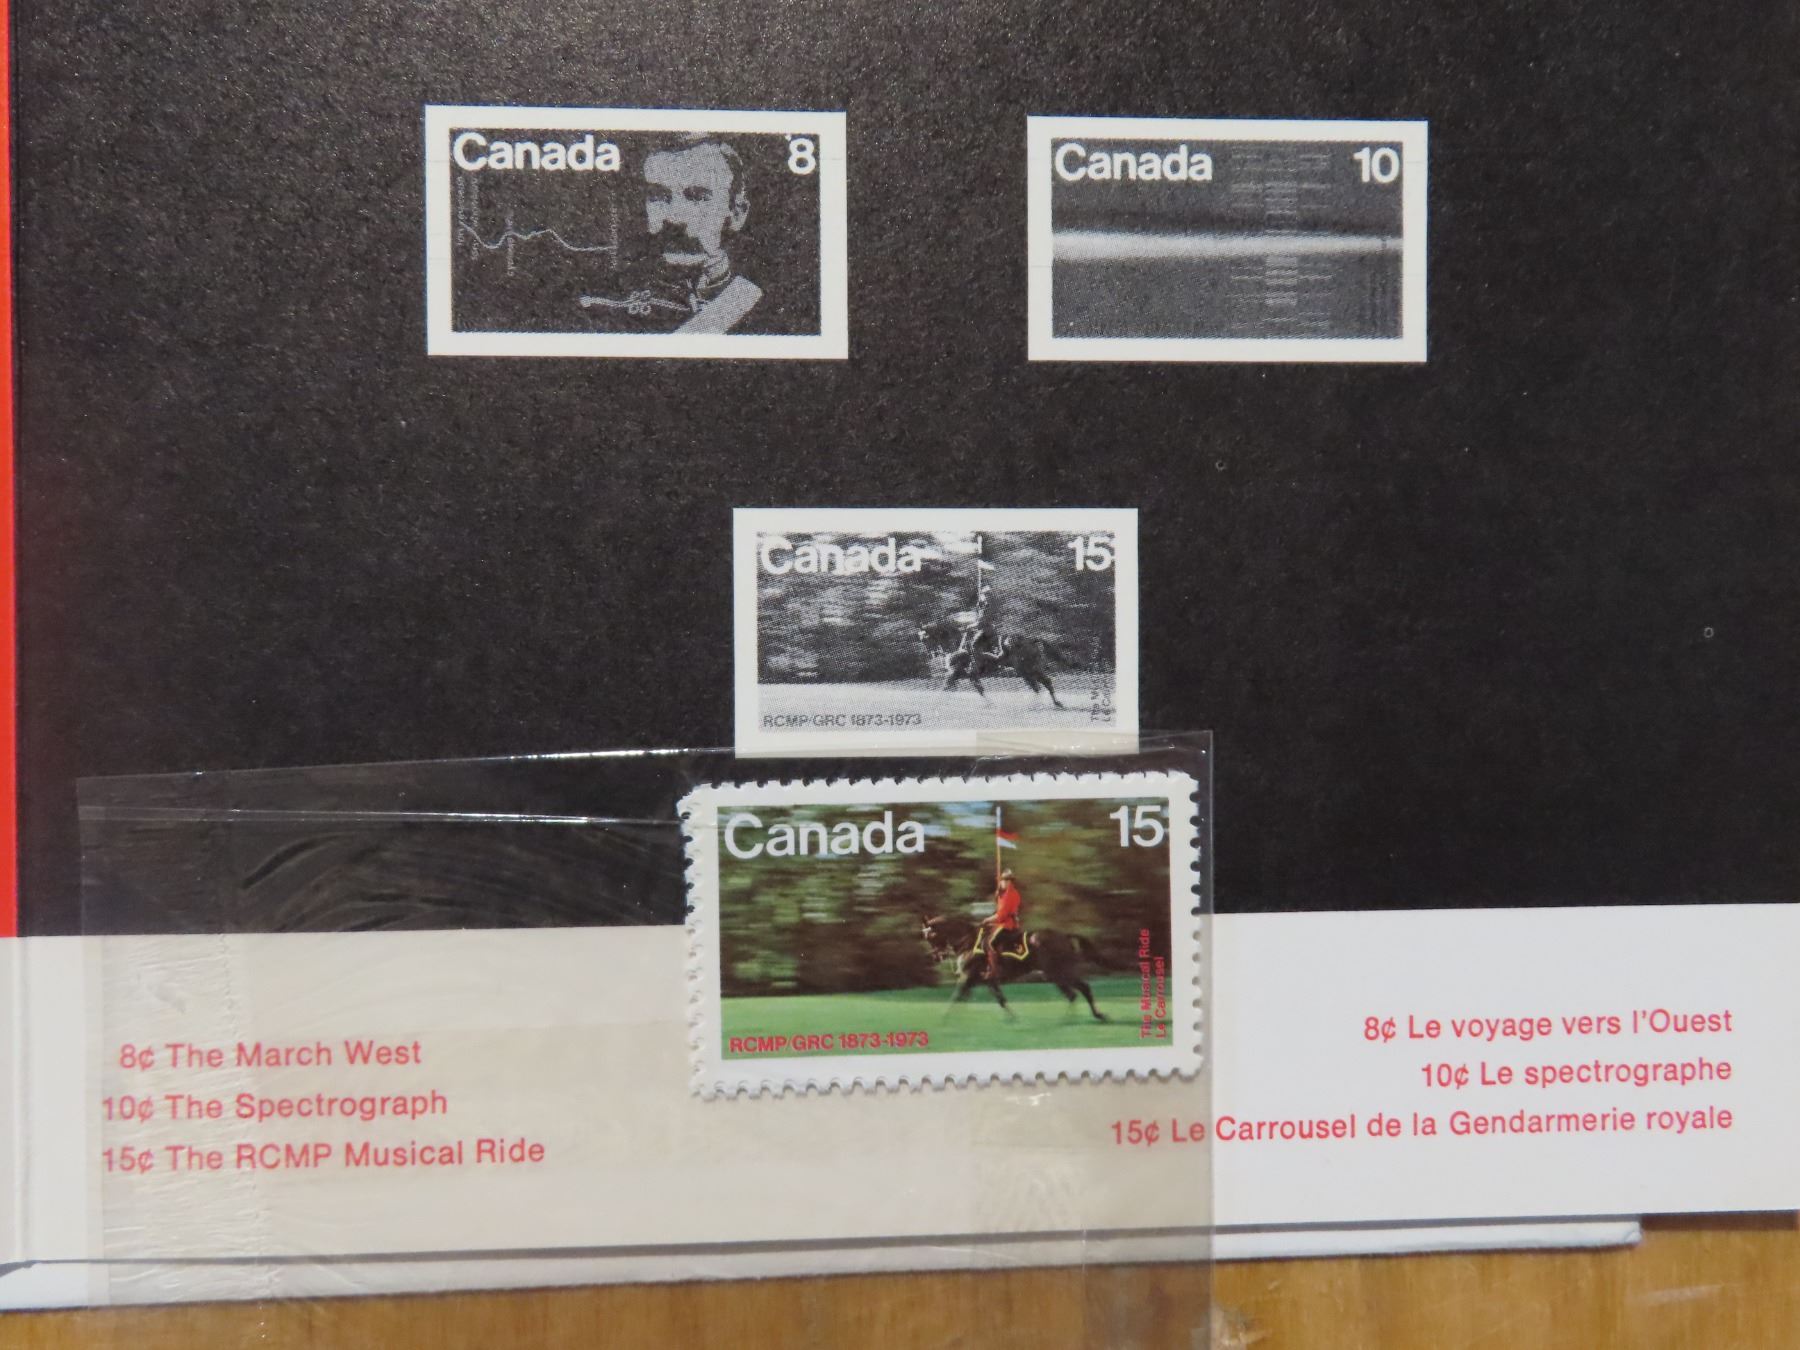 Canada 8
Canada 10
Canada 15
RCMP/GRC 1873-1973
Canada 15
The Musical Ride
Le Carrousel
RCMP/GRC 1873-1973
8¢ The March West
10¢ The Spectrograph
15¢ The RCMP Musical Ride
8¢ Le voyage vers l'Ouest
10¢ Le spectrographe
15¢ Le Carrousel de la Gendarmerie royale